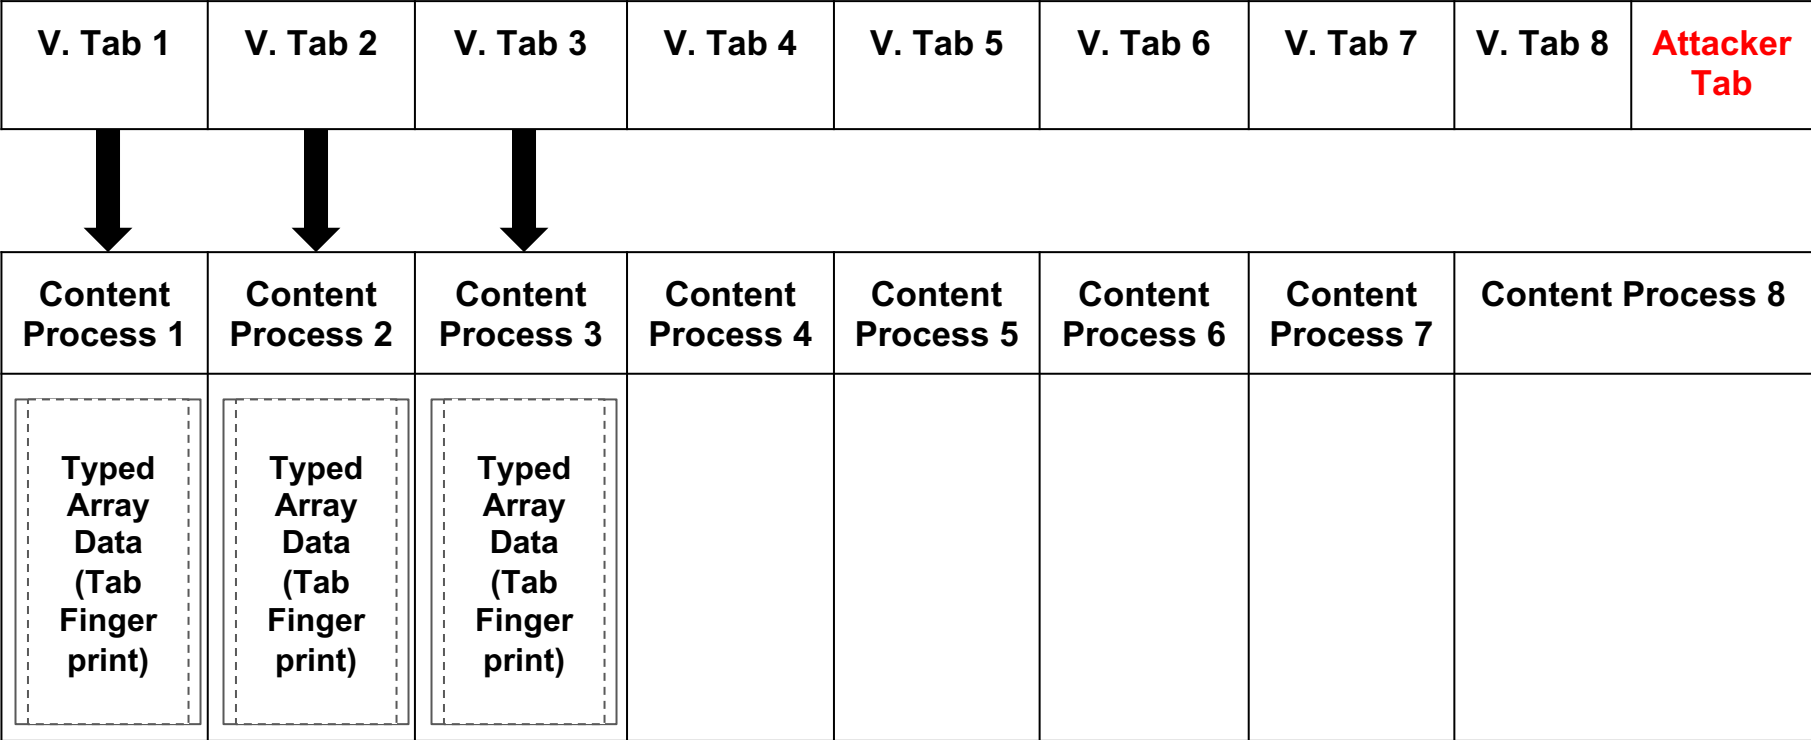 V. Tab 1
V. Tab 2
V. Tab 3
V. Tab 4
V. Tab 5
V. Tab 6
V. Tab 7
V. Tab 8
Attacker
Tab
Content
Process 1
Content
Process 2
Content
Process 3
Content
Process 4
Content
Process 5
Content
Process 6
Content
Process 7
Content Process 8
Typed
Array
Data
(Tab
Finger
print)
Typed
Array
Data
(Tab
Finger
print)
Typed
Array
Data
(Tab
Finger
print)